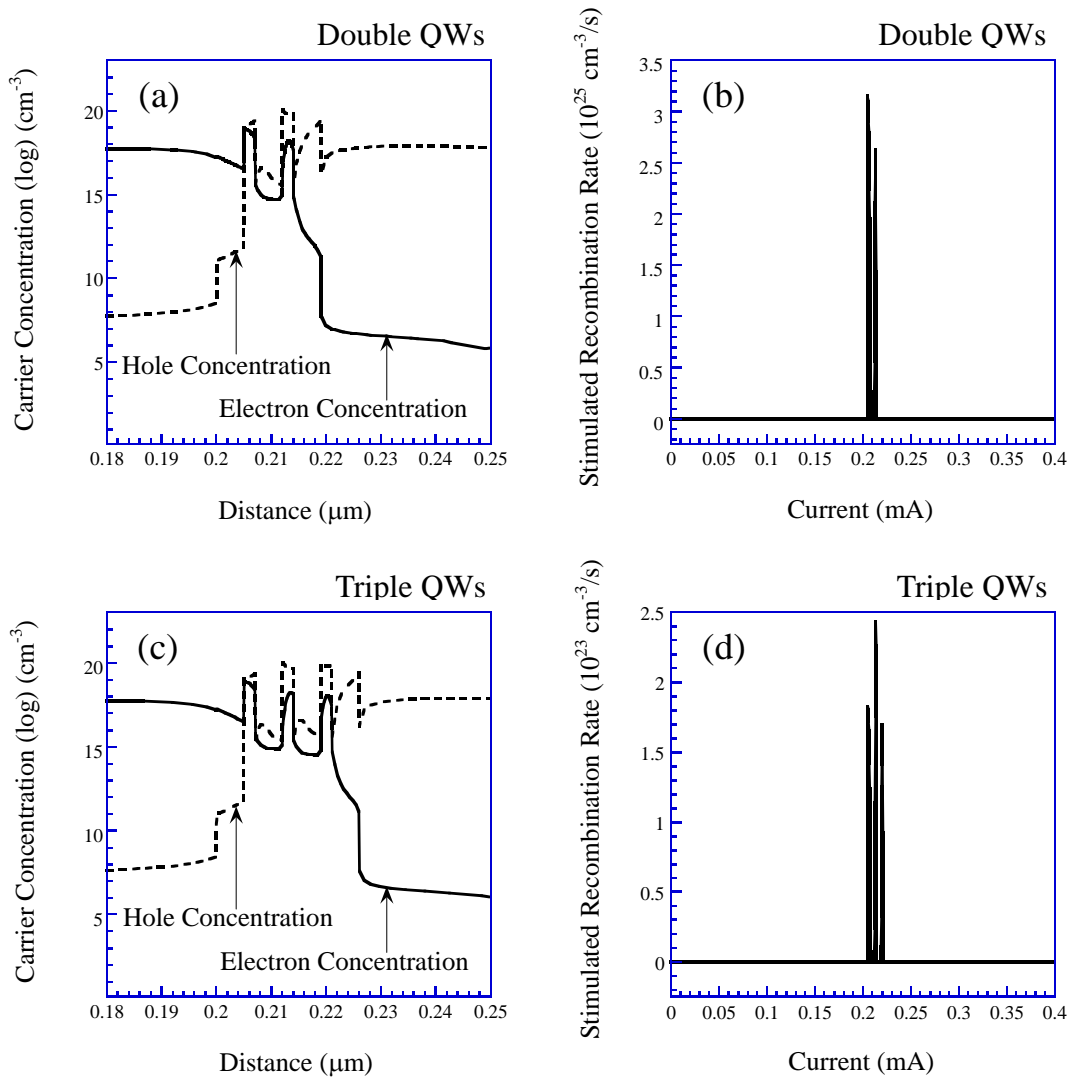 Double QWs
(a)
Carrier Concentration (log) (cm-3)
20
15
10
5
Hole Concentration
Electron Concentration
0.18 0.19 0.2 0.21 0.22 0.23 0.24 0.25
Distance (μm)
Double QWs
(b)
Stimulated Recombination Rate (10^25 cm-3/s)
3.5
3
2.5
2
1.5
1
0.5
0
0 0.05 0.1 0.15 0.2 0.25 0.3 0.35 0.4
Current (mA)
Triple QWs
(c)
Carrier Concentration (log) (cm-3)
20
15
10
5
Hole Concentration
Electron Concentration
0.18 0.19 0.2 0.21 0.22 0.23 0.24 0.25
Distance (μm)
Triple QWs
(d)
Stimulated Recombination Rate (10^23 cm-3/s)
2.5
2
1.5
1
0.5
0
0 0.05 0.1 0.15 0.2 0.25 0.3 0.35 0.4
Current (mA)